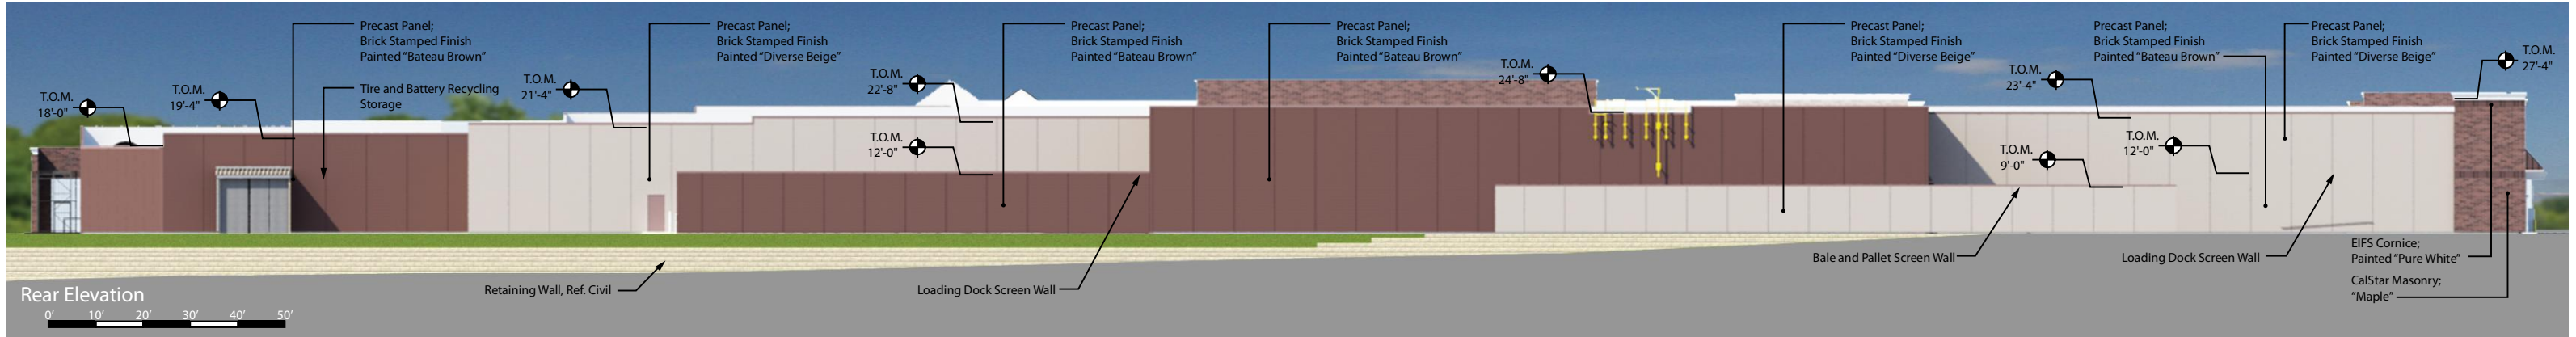 Precast Panel;
Brick Stamped Finish
Painted “Bateau Brown”
Precast Panel;
Brick Stamped Finish
Painted “Diverse Beige”
Precast Panel;
Brick Stamped Finish
Painted “Bateau Brown”
Precast Panel;
Brick Stamped Finish
Painted “Bateau Brown”
Precast Panel;
Brick Stamped Finish
Painted “Diverse Beige”
Precast Panel;
Brick Stamped Finish
Painted “Bateau Brown”
Precast Panel;
Brick Stamped Finish
Painted “Diverse Beige”
T.O.M.
18'-0"
T.O.M.
19'-4"
Tire and Battery Recycling
Storage
T.O.M.
21'-4"
T.O.M.
22'-8"
T.O.M.
12'-0"
T.O.M.
24'-8"
T.O.M.
23'-4"
T.O.M.
9'-0"
T.O.M.
12'-0"
T.O.M.
27'-4"
Retaining Wall, Ref. Civil
Loading Dock Screen Wall
Bale and Pallet Screen Wall
Loading Dock Screen Wall
EIFS Cornice;
Painted “Pure White”
CalStar Masonry;
“Maple”
Rear Elevation
0' 10' 20' 30' 40' 50'